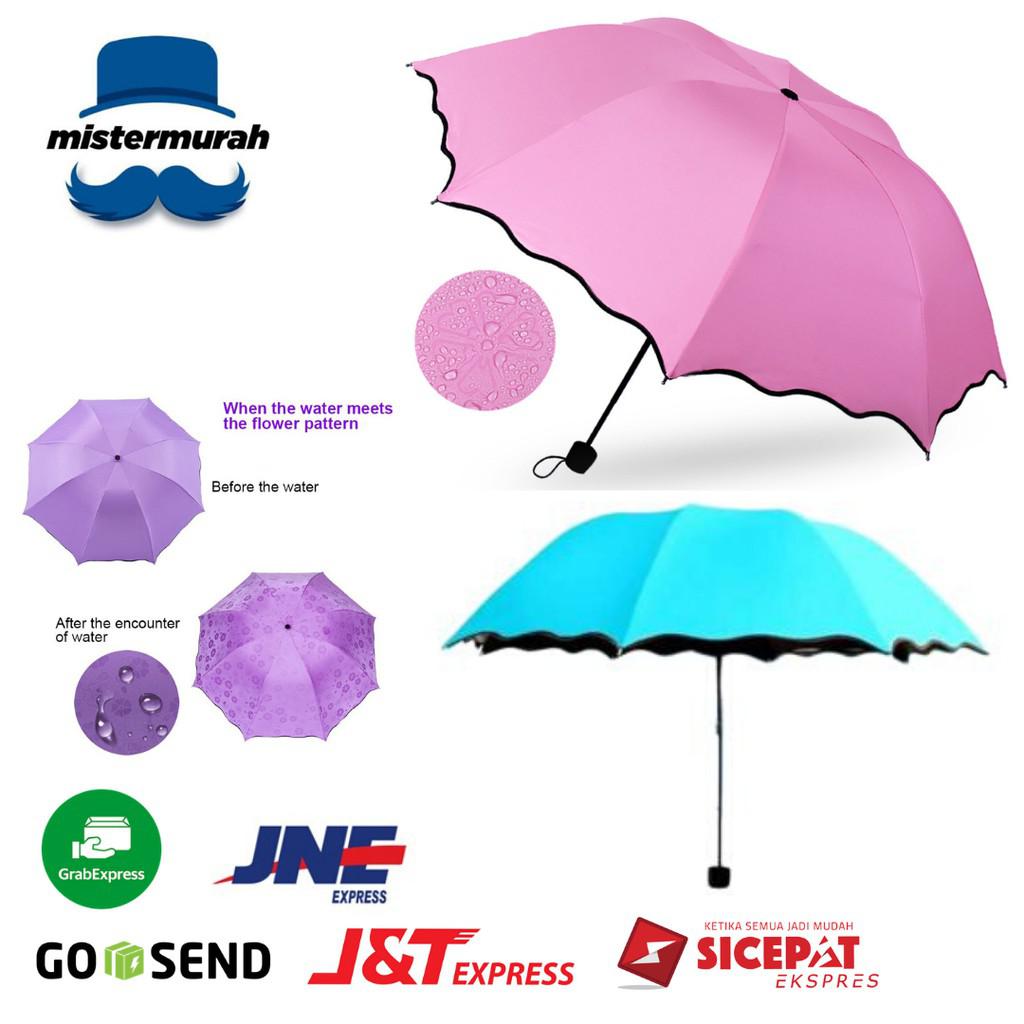 mistermurah
When the water meets
the flower pattern
Before the water
After the encounter
of water
GrabExpress
JNE
EXPRESS
GO SEND
J&T EXPRESS
KETIKA SEMUA JADI MUDAH
SICEPAT
EKSPRES